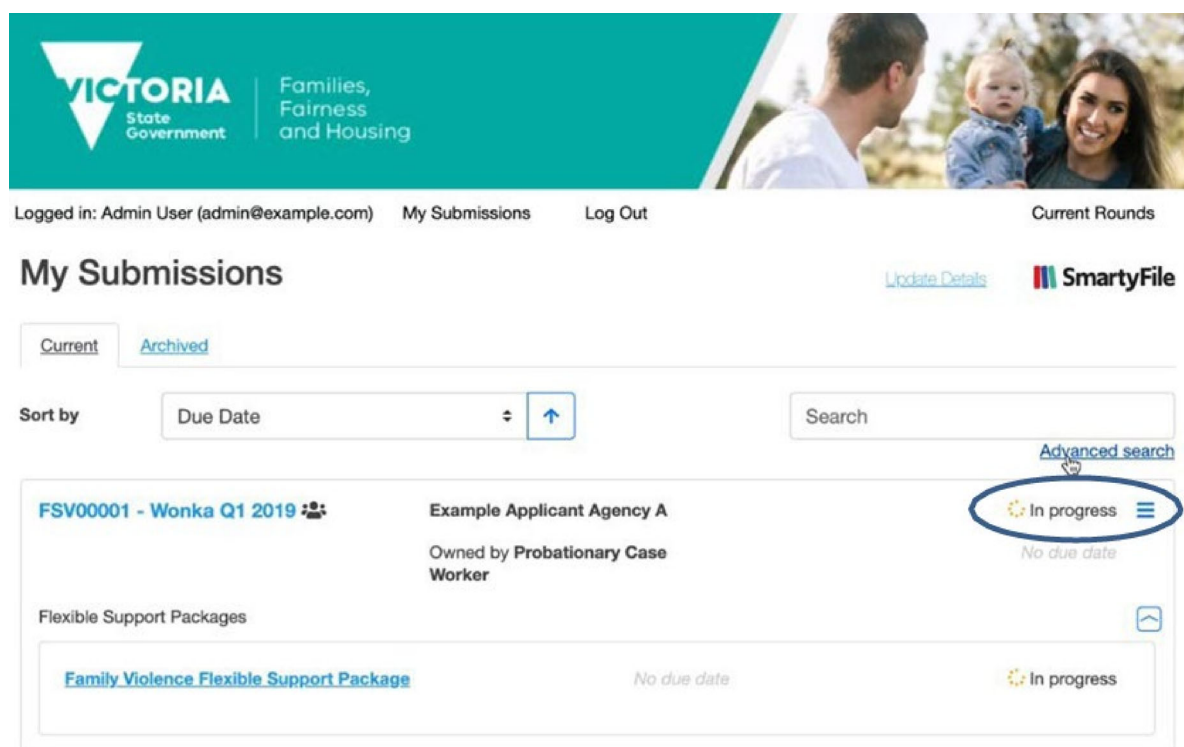 VICTORIA
State
Government
Families,
Fairness
and Housing
Logged in: Admin User (admin@example.com) My Submissions Log Out Current Rounds
My Submissions Update Details SmartyFile
Current Archived
Sort by Due Date Search
Advanced search
FSV00001 - Wonka Q1 2019 Example Applicant Agency A In progress
Owned by Probationary Case No due date
Worker
Flexible Support Packages
Family Violence Flexible Support Package No due date In progress